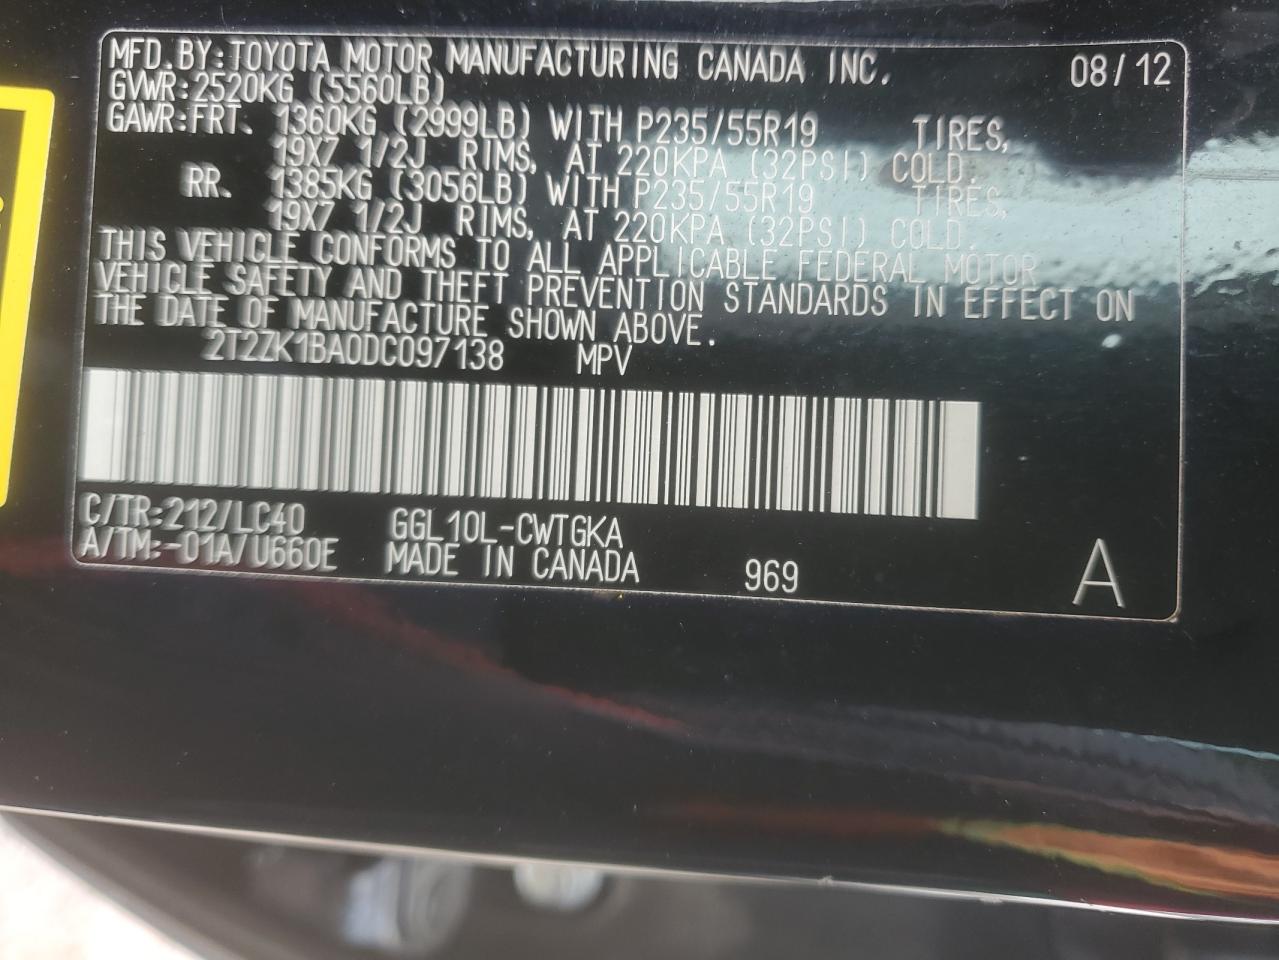 MFD.BY:TOYOTA MOTOR MANUFACTURING CANADA INC. 08/12
GVWR:2520KG (5560LB)
GAWR:FRT. 1360KG (2999LB) WITH P235/55R19 TIRES,
19X7 1/2J RIMS, AT 220KPA (32PSI) COLD.
RR. 1385KG (3056LB) WITH P235/55R19 TIRES,
19X7 1/2J RIMS, AT 220KPA (32PSI) COLD.
THIS VEHICLE CONFORMS TO ALL APPLICABLE FEDERAL MOTOR
VEHICLE SAFETY AND THEFT PREVENTION STANDARDS IN EFFECT ON
THE DATE OF MANUFACTURE SHOWN ABOVE.
2T2ZK1BA0DC097138 MPV
C/TR:212/LC40 GGL10L-CWTGKA
A/TM:-01A/U660E MADE IN CANADA 969 A